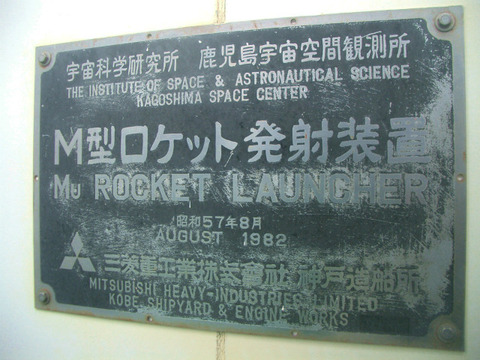 宇宙科学研究所 鹿児島宇宙空間観測所
THE INSTITUTE OF SPACE & ASTRONAUTICAL SCIENCE
KAGOSHIMA SPACE CENTER
M型ロケット発射装置
MU ROCKET LAUNCHER
昭和57年8月
AUGUST 1982
三菱重工業株式會社 神戸造船所
MITSUBISHI HEAVY-INDUSTRIES, LIMITED
KOBE SHIPYARD & ENGINE WORKS